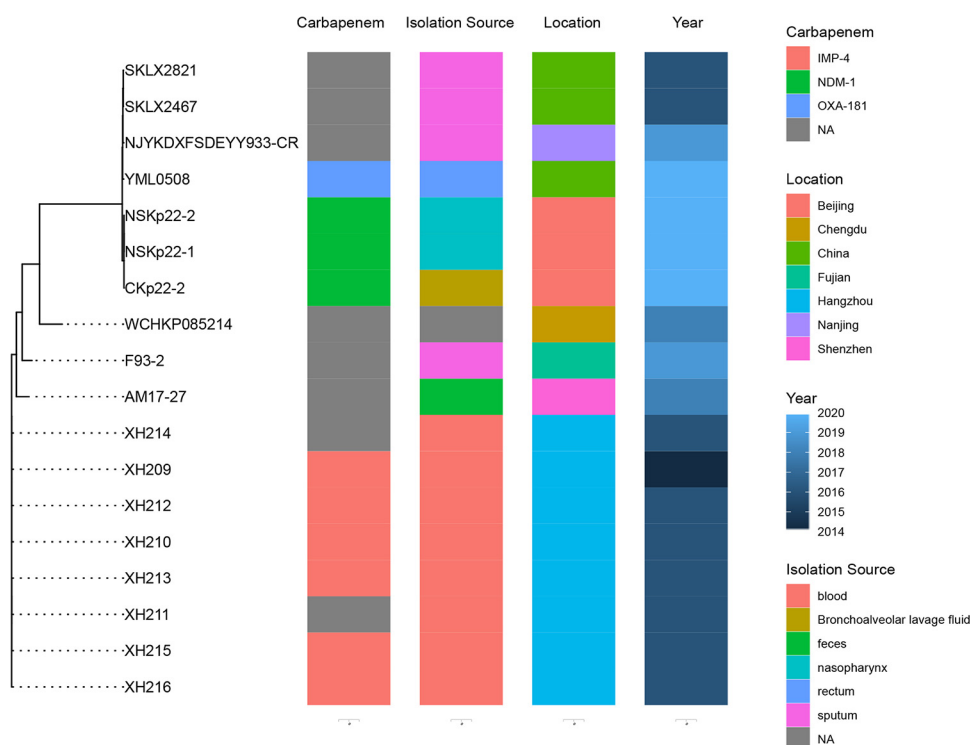 Carbapenem Isolation Source Location Year
SKLX2821
SKLX2467
NJYKDXFSDEYY933-CR
YML0508
NSKp22-2
NSKp22-1
CKp22-2
WCHKP085214
F93-2
AM17-27
XH214
XH209
XH212
XH210
XH213
XH211
XH215
XH216
Carbapenem
IMP-4
NDM-1
OXA-181
NA
Location
Beijing
Chengdu
China
Fujian
Hangzhou
Nanjing
Shenzhen
Year
2020
2019
2018
2017
2016
2015
2014
Isolation Source
blood
Bronchoalveolar lavage fluid
feces
nasopharynx
rectum
sputum
NA